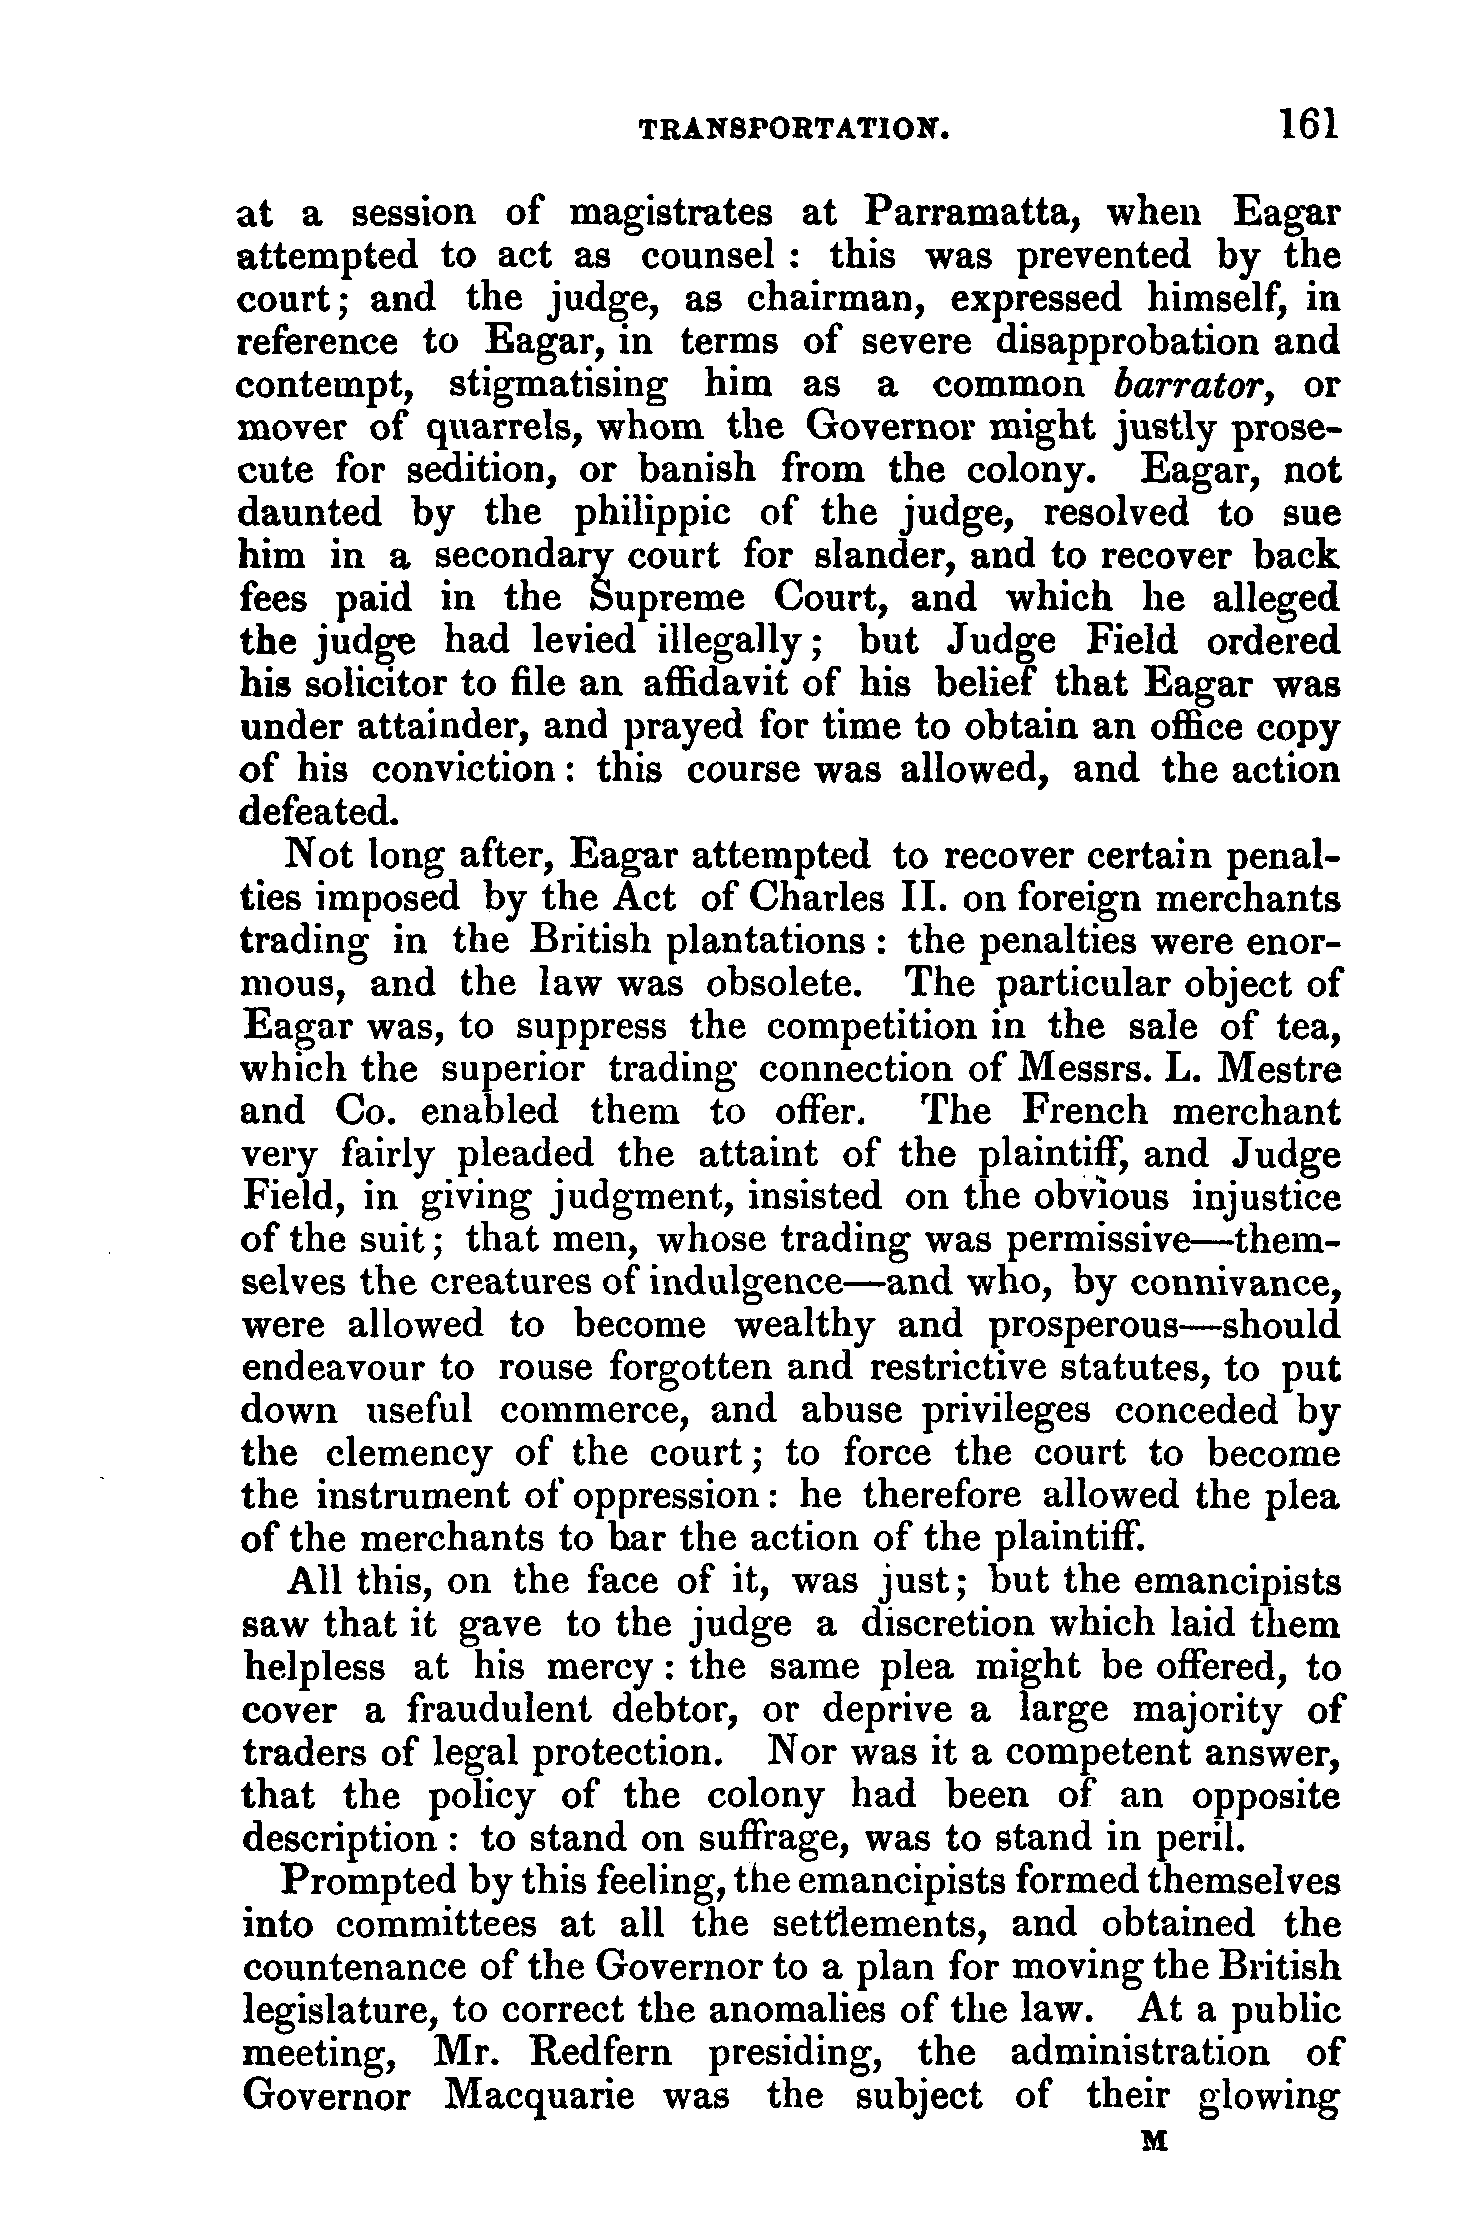 TRANSPORTATION. 161
at a session of magistrates at Parramatta, when Eagar
attempted to act as counsel : this was prevented by the
court; and the judge, as chairman, expressed himself, in
reference to Eagar, in terms of severe disapprobation and
contempt, stigmatising him as a common barrator, or
mover of quarrels, whom the Governor might justly prose-
cute for sedition, or banish from the colony. Eagar, not
daunted by the philippic of the judge, resolved to sue
him in a secondary court for slander, and to recover back
fees paid in the Supreme Court, and which he alleged
the judge had levied illegally; but Judge Field ordered
his solicitor to file an affidavit of his belief that Eagar was
under attainder, and prayed for time to obtain an office copy
of his conviction: this course was allowed, and the action
defeated.
Not long after, Eagar attempted to recover certain penal-
ties imposed by the Act of Charles II. on foreign merchants
trading in the British plantations : the penalties were enor-
mous, and the law was obsolete. The particular object of
Eagar was, to suppress the competition in the sale of tea,
which the superior trading connection of Messrs. L. Mestre
and Co. enabled them to offer. The French merchant
very fairly pleaded the attaint of the plaintiff, and Judge
Field, in giving judgment, insisted on the obvious injustice
of the suit; that men, whose trading was permissive—them-
selves the creatures of indulgence—and who, by connivance,
were allowed to become wealthy and prosperous—should
endeavour to rouse forgotten and restrictive statutes, to put
down useful commerce, and abuse privileges conceded by
the clemency of the court; to force the court to become
the instrument of oppression: he therefore allowed the plea
of the merchants to bar the action of the plaintiff.
All this, on the face of it, was just; but the emancipists
saw that it gave to the judge a discretion which laid them
helpless at his mercy: the same plea might be offered, to
cover a fraudulent debtor, or deprive a large majority of
traders of legal protection. Nor was it a competent answer,
that the policy of the colony had been of an opposite
description : to stand on suffrage, was to stand in peril.
Prompted by this feeling, the emancipists formed themselves
into committees at all the settlements, and obtained the
countenance of the Governor to a plan for moving the British
legislature, to correct the anomalies of the law. At a public
meeting, Mr. Redfern presiding, the administration of
Governor Macquarie was the subject of their glowing
M